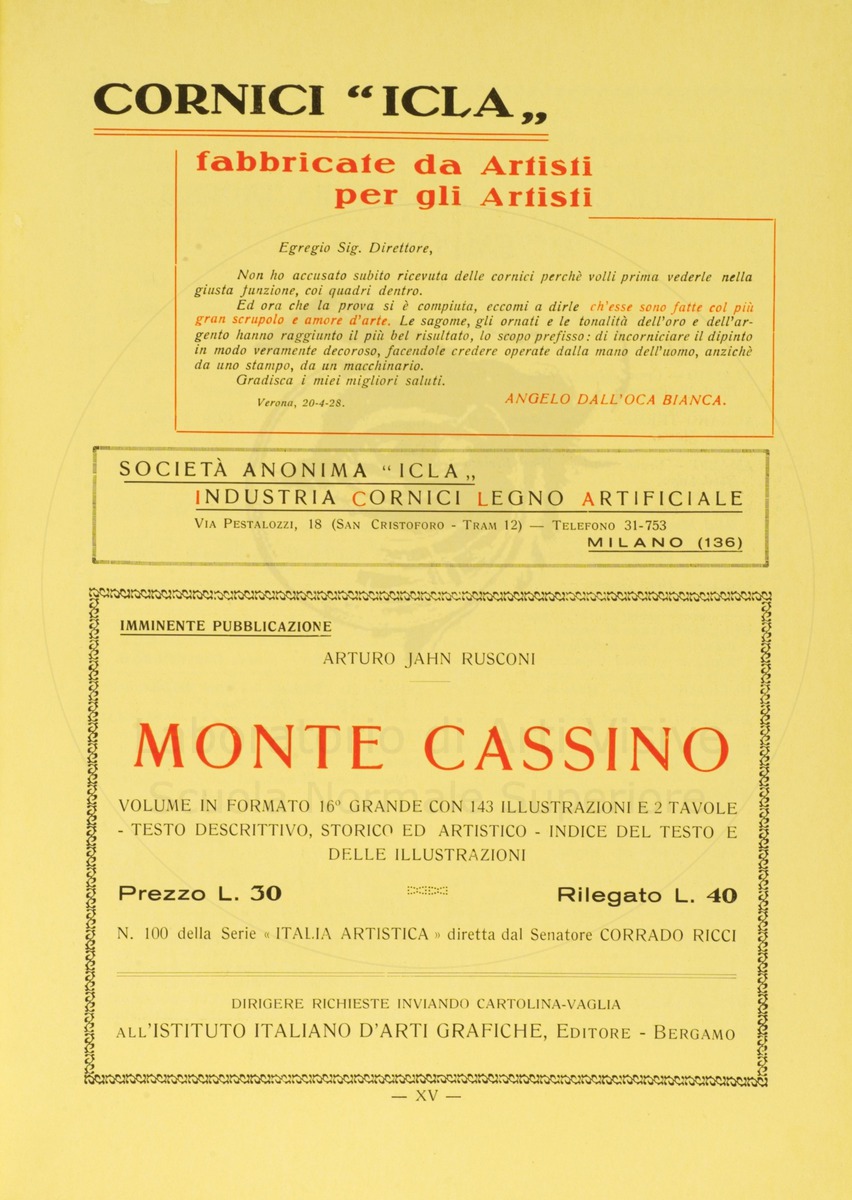 CORNICI “ICLA„
fabbricate da Artisti
per gli Artisti
Egregio Sig. Direttore,
Non ho accusato subito ricevuta delle cornici perchè volli prima vederle nella
giusta funzione, coi quadri dentro.
Ed ora che la prova si è compiuta, eccomi a dirle ch'esse sono fatte col più
gran scrupolo e amore d'arte. Le sagome, gli ornati e le tonalità dell'oro e dell'ar-
gento hanno raggiunto il più bel risultato, lo scopo prefisso: di incorniciare il dipinto
in modo veramente decoroso, facendole credere operate dalla mano dell'uomo, anzichè
da uno stampo, da un macchinario.
Gradisca i miei migliori saluti.
Verona, 20-4-28. ANGELO DALL'OCA BIANCA.
SOCIETÀ ANONIMA “ICLA„
INDUSTRIA CORNICI LEGNO ARTIFICIALE
VIA PESTALOZZI, 18 (SAN CRISTOFORO - TRAM 12) — TELEFONO 31-753
MILANO (136)
IMMINENTE PUBBLICAZIONE
ARTURO JAHN RUSCONI
MONTE CASSINO
Laboratorio di Arti Visive
Scuola Normale Superiore
VOLUME IN FORMATO 16º GRANDE CON 143 ILLUSTRAZIONI E 2 TAVOLE
- TESTO DESCRITTIVO, STORICO ED ARTISTICO - INDICE DEL TESTO E
DELLE ILLUSTRAZIONI
Prezzo L. 30 Rilegato L. 40
N. 100 della Serie « ITALIA ARTISTICA » diretta dal Senatore CORRADO RICCI
DIRIGERE RICHIESTE INVIANDO CARTOLINA-VAGLIA
ALL'ISTITUTO ITALIANO D'ARTI GRAFICHE, EDITORE - BERGAMO
— XV —